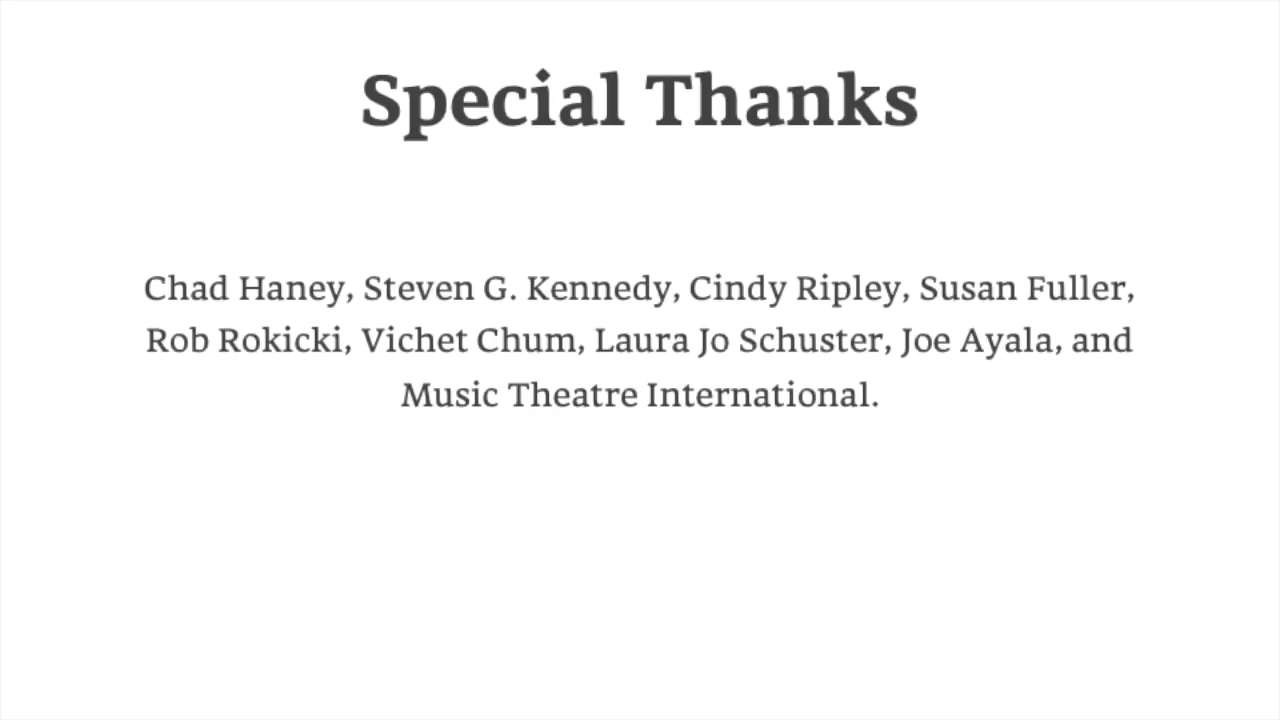 Special Thanks
Chad Haney, Steven G. Kennedy, Cindy Ripley, Susan Fuller,
Rob Rokicki, Vichet Chum, Laura Jo Schuster, Joe Ayala, and
Music Theatre International.